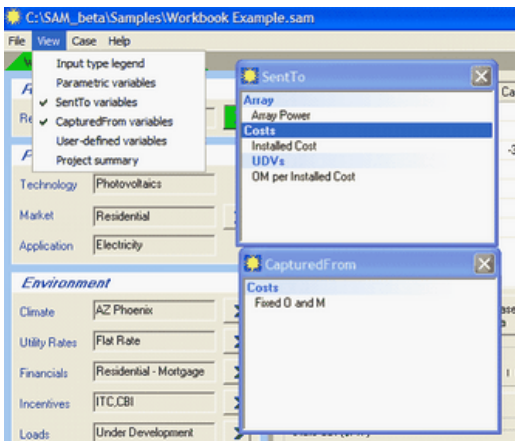 C:\SAM_beta\Samples\Workbook Example.sam
File View Case Help
Input type legend
Parametric variables
SentTo variables
CapturedFrom variables
User-defined variables
Project summary
SentTo
Array
Array Power
Costs
Installed Cost
UDVs
OM per Installed Cost
Technology Photovoltaics
Market Residential
Application Electricity
CapturedFrom
Costs
Fixed O and M
Environment
Climate AZ Phoenix
Utility Rates Flat Rate
Financials Residential - Mortgage
Incentives ITC,CBI
Loads Under Development